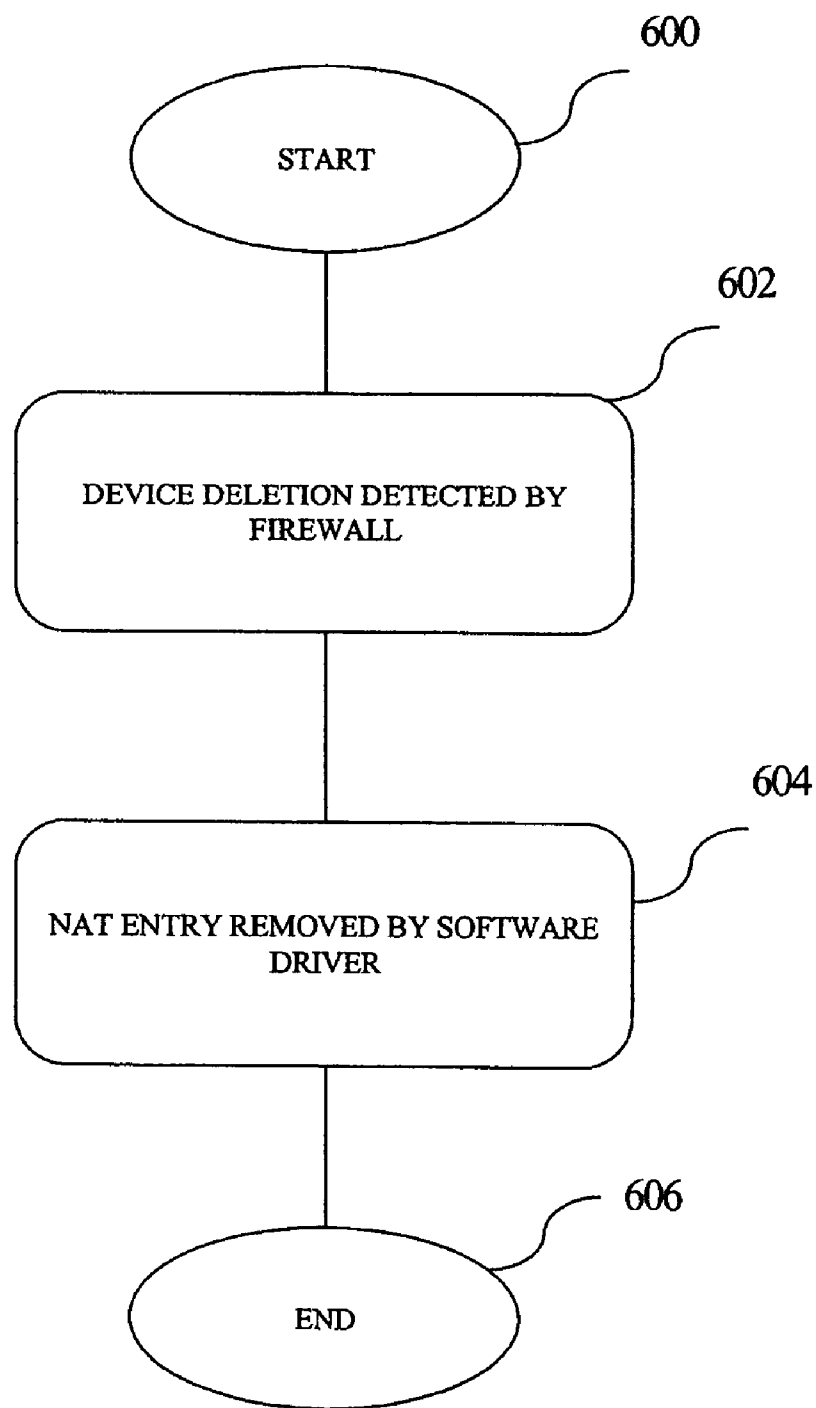 600
START
602
DEVICE DELETION DETECTED BY
FIREWALL
604
NAT ENTRY REMOVED BY SOFTWARE
DRIVER
606
END